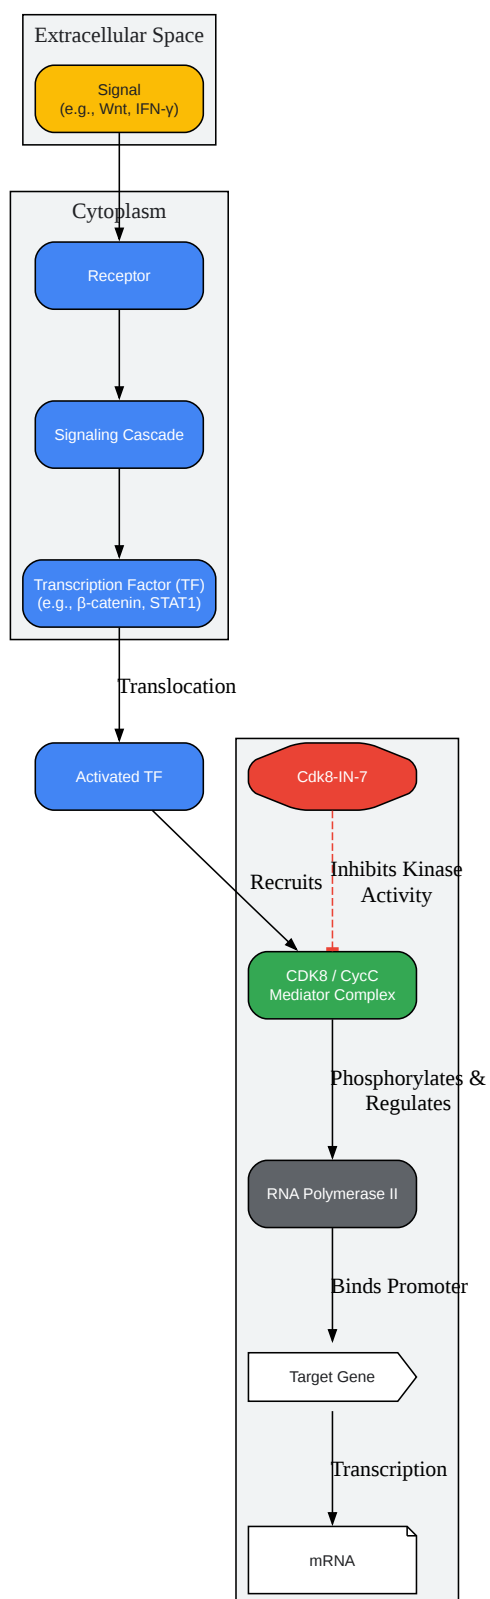 Extracellular Space
Signal
(e.g., Wnt, IFN-γ)
Cytoplasm
Receptor
Signaling Cascade
Transcription Factor (TF)
(e.g., β-catenin, STAT1)
Translocation
Activated TF
Cdk8-IN-7
Recruits
Inhibits Kinase
Activity
CDK8 / CycC
Mediator Complex
Phosphorylates &
Regulates
RNA Polymerase II
Binds Promoter
Target Gene
Transcription
mRNA